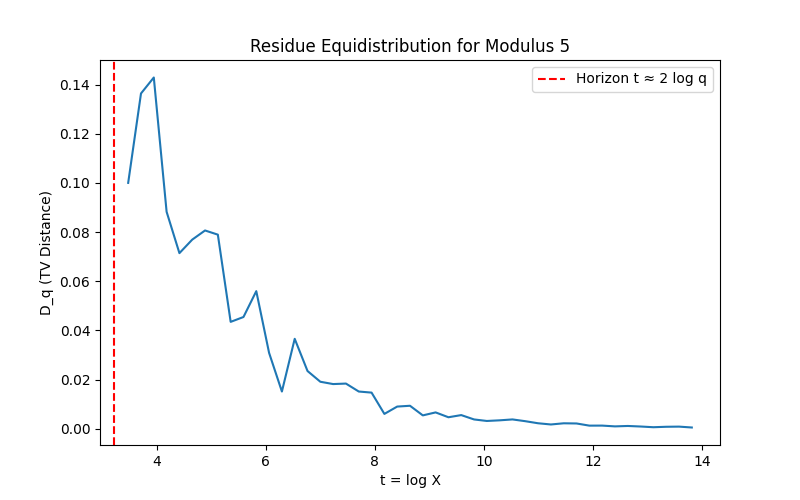 Residue Equidistribution for Modulus 5
Horizon t ≈ 2 log q
D_q (TV Distance)
0.14
0.12
0.10
0.08
0.06
0.04
0.02
0.00
4 6 8 10 12 14
t = log X